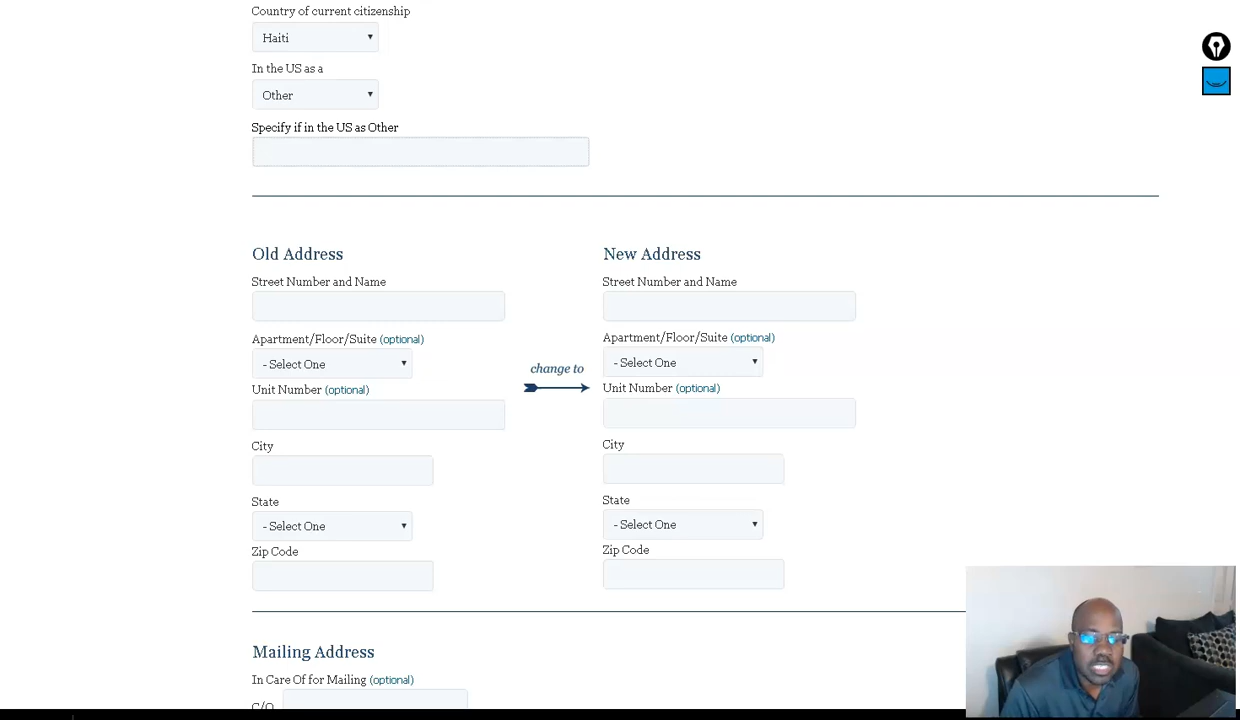 Country of current citizenship
Haiti
In the US as a
Other
Specify if in the US as Other
Old Address
Street Number and Name
Apartment/Floor/Suite (optional)
- Select One
Unit Number (optional)
City
State
- Select One
Zip Code
change to
New Address
Street Number and Name
Apartment/Floor/Suite (optional)
- Select One
Unit Number (optional)
City
State
- Select One
Zip Code
Mailing Address
In Care Of for Mailing (optional)
C/O